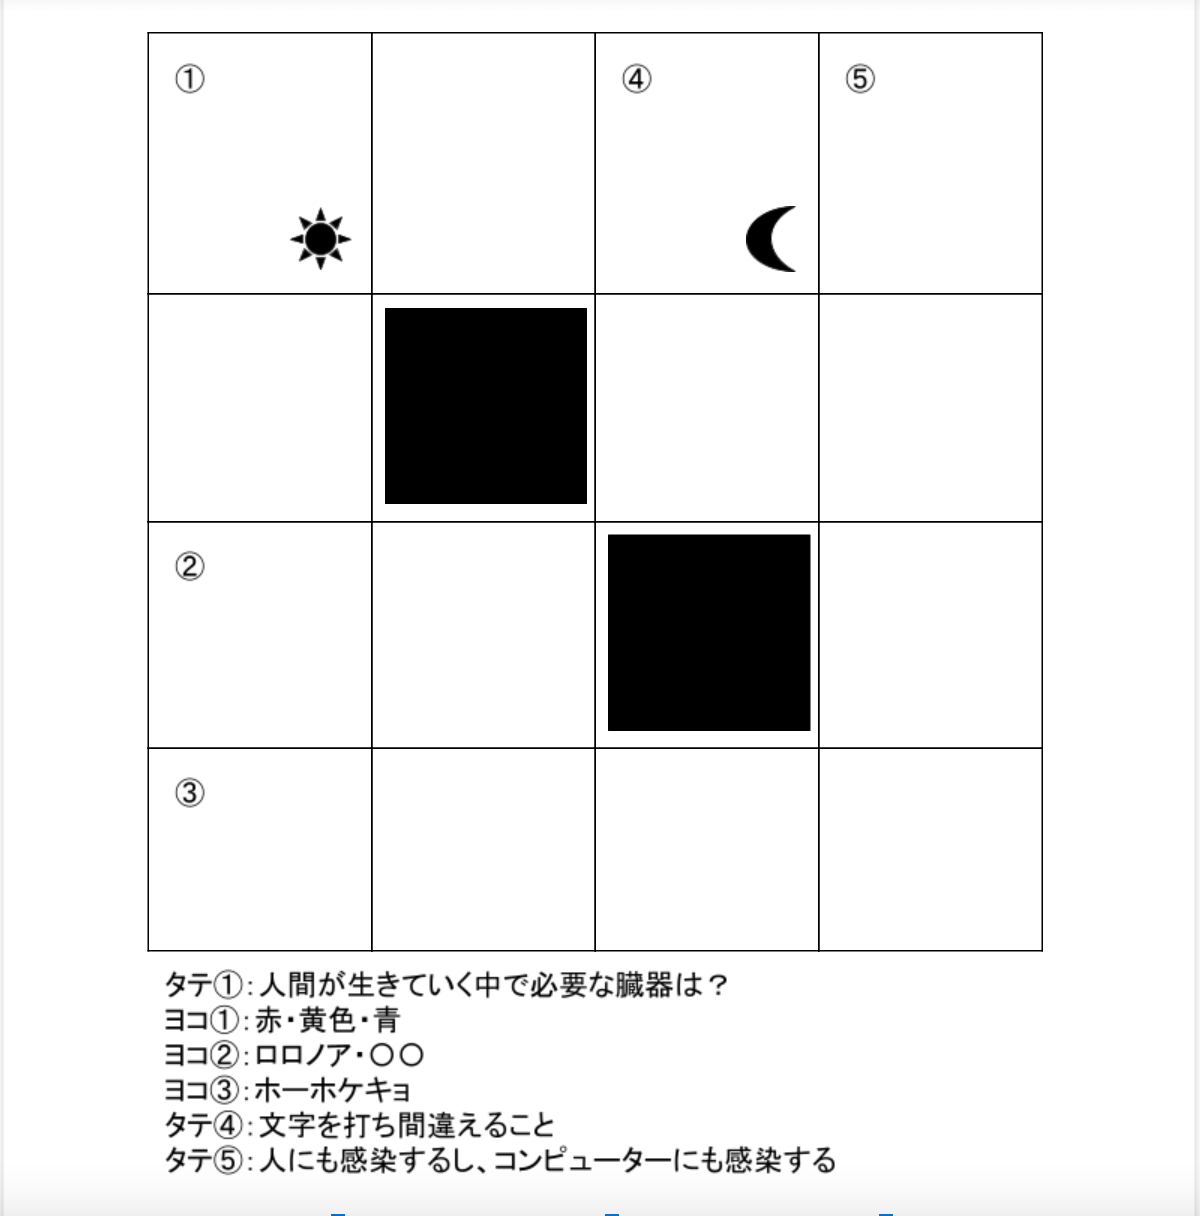 ① ④ ⑤
②
③
タテ①：人間が生きていく中で必要な臓器は？
ヨコ①：赤・黄色・青
ヨコ②：ロロノア・〇〇
ヨコ③：ホーホケキョ
タテ④：文字を打ち間違えること
タテ⑤：人にも感染するし、コンピューターにも感染する